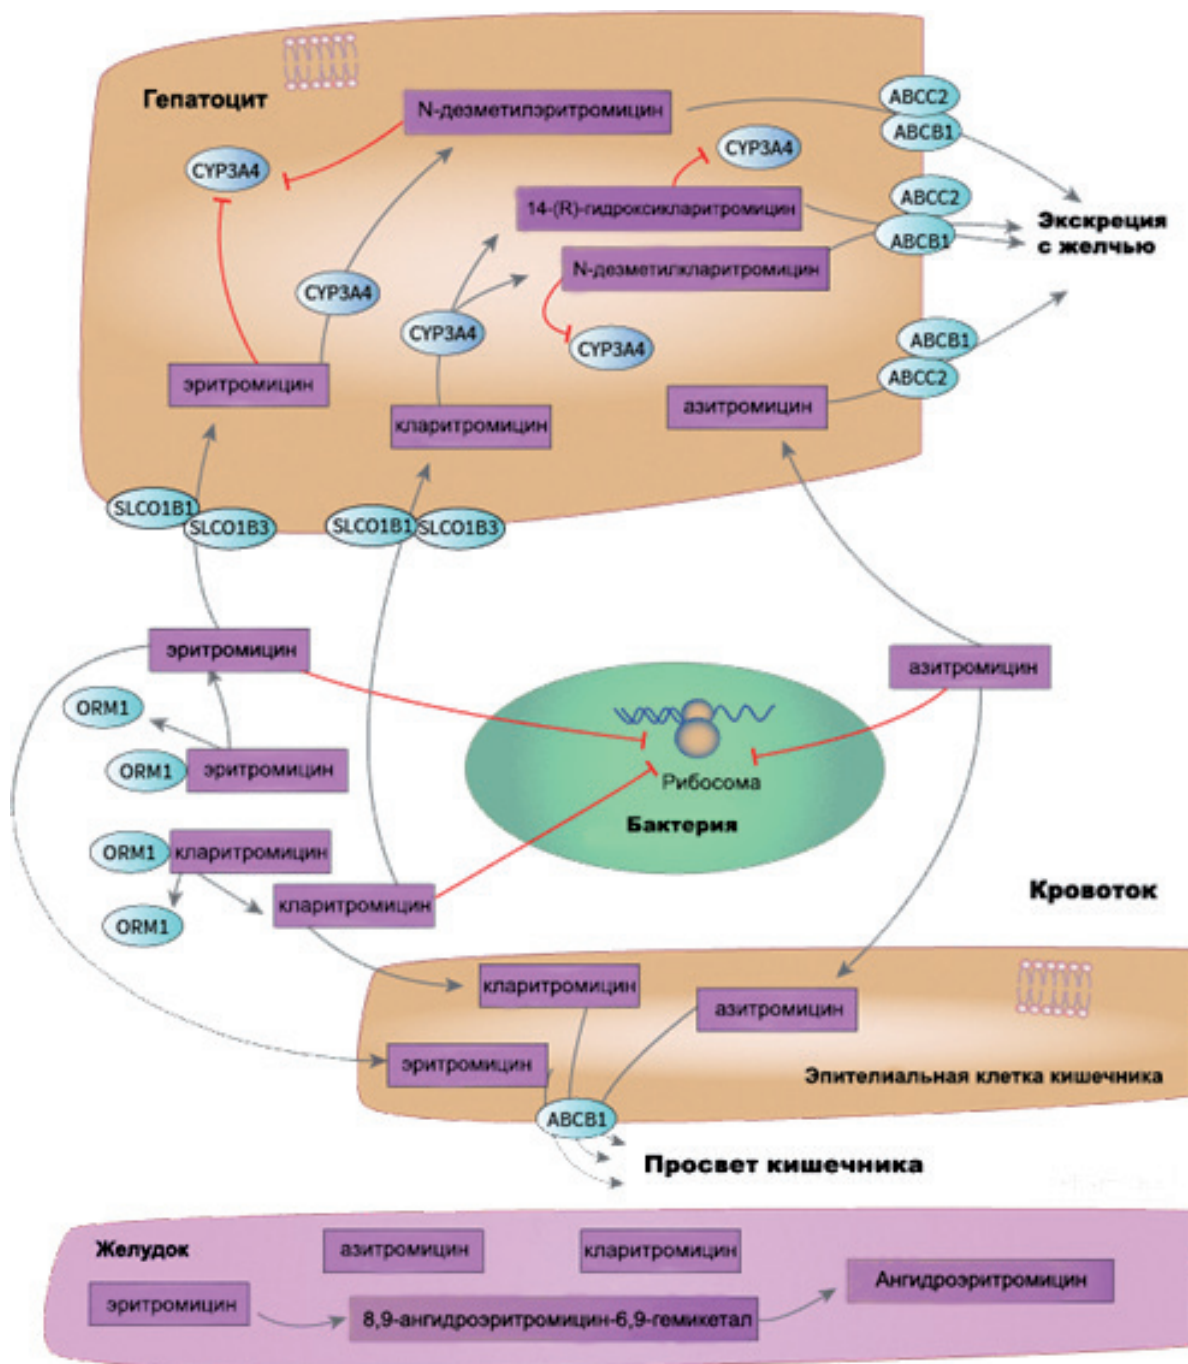 Гепатоцит
N-дезметилэритромицин
ABCC2
ABCB1
CYP3A4
CYP3A4
14-(R)-гидроксикларитромицин
ABCC2
ABCB1
Экскреция
с желчью
N-дезметилкларитромицин
CYP3A4
CYP3A4
CYP3A4
ABCB1
ABCC2
эритромицин
кларитромицин
азитромицин
SLCO1B1
SLCO1B3
SLCO1B1
SLCO1B3
эритромицин
азитромицин
ORM1
ORM1
эритромицин
Рибосома
Бактерия
ORM1
кларитромицин
ORM1
кларитромицин
Кровоток
кларитромицин
азитромицин
эритромицин
Эпителиальная клетка кишечника
ABCB1
Просвет кишечника
Желудок
азитромицин
кларитромицин
эритромицин
8,9-ангидроэритромицин-6,9-гемикетал
Ангидроэритромицин